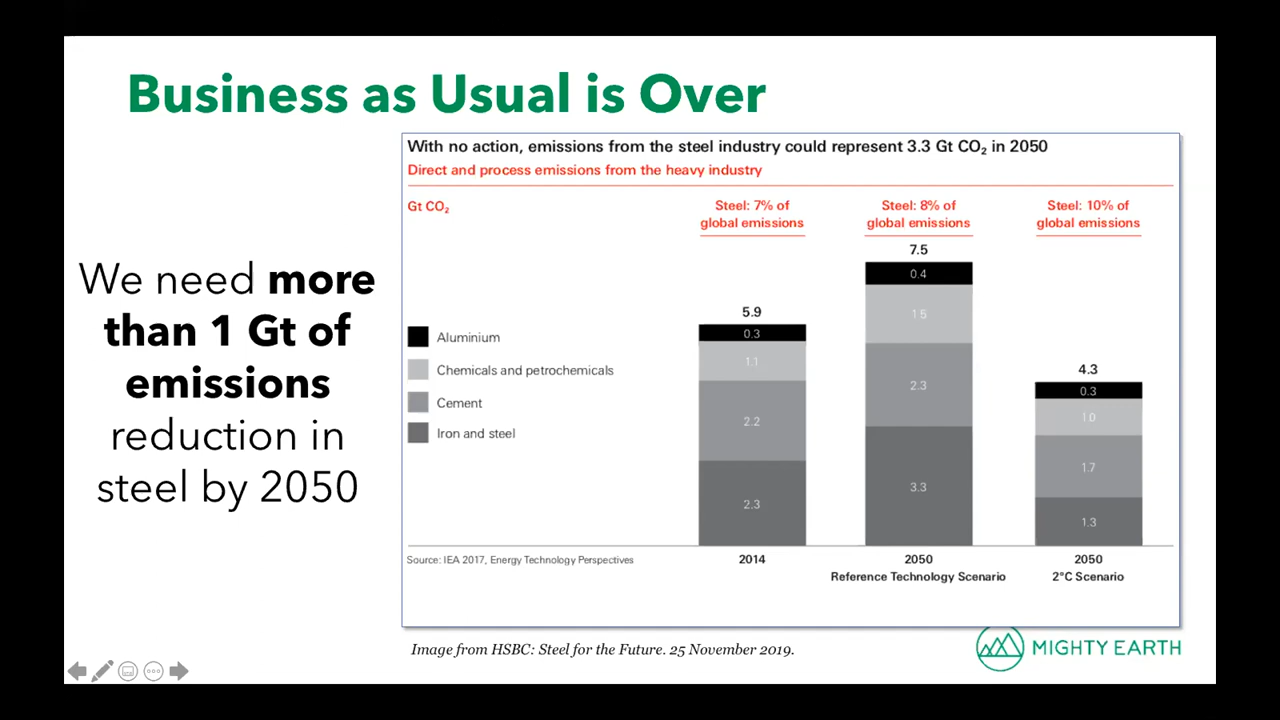 Business as Usual is Over
We need more
than 1 Gt of
emissions
reduction in
steel by 2050
With no action, emissions from the steel industry could represent 3.3 Gt CO₂ in 2050
Direct and process emissions from the heavy industry
Gt CO₂
Steel: 7% of
global emissions
Steel: 8% of
global emissions
Steel: 10% of
global emissions
Aluminium
Chemicals and petrochemicals
Cement
Iron and steel
5.9
0.3
1.1
2.2
2.3
7.5
0.4
1.5
2.3
3.3
4.3
0.3
1.0
1.7
1.3
2014
2050
Reference Technology Scenario
2050
2°C Scenario
Source: IEA 2017, Energy Technology Perspectives
Image from HSBC: Steel for the Future. 25 November 2019.
MIGHTY EARTH